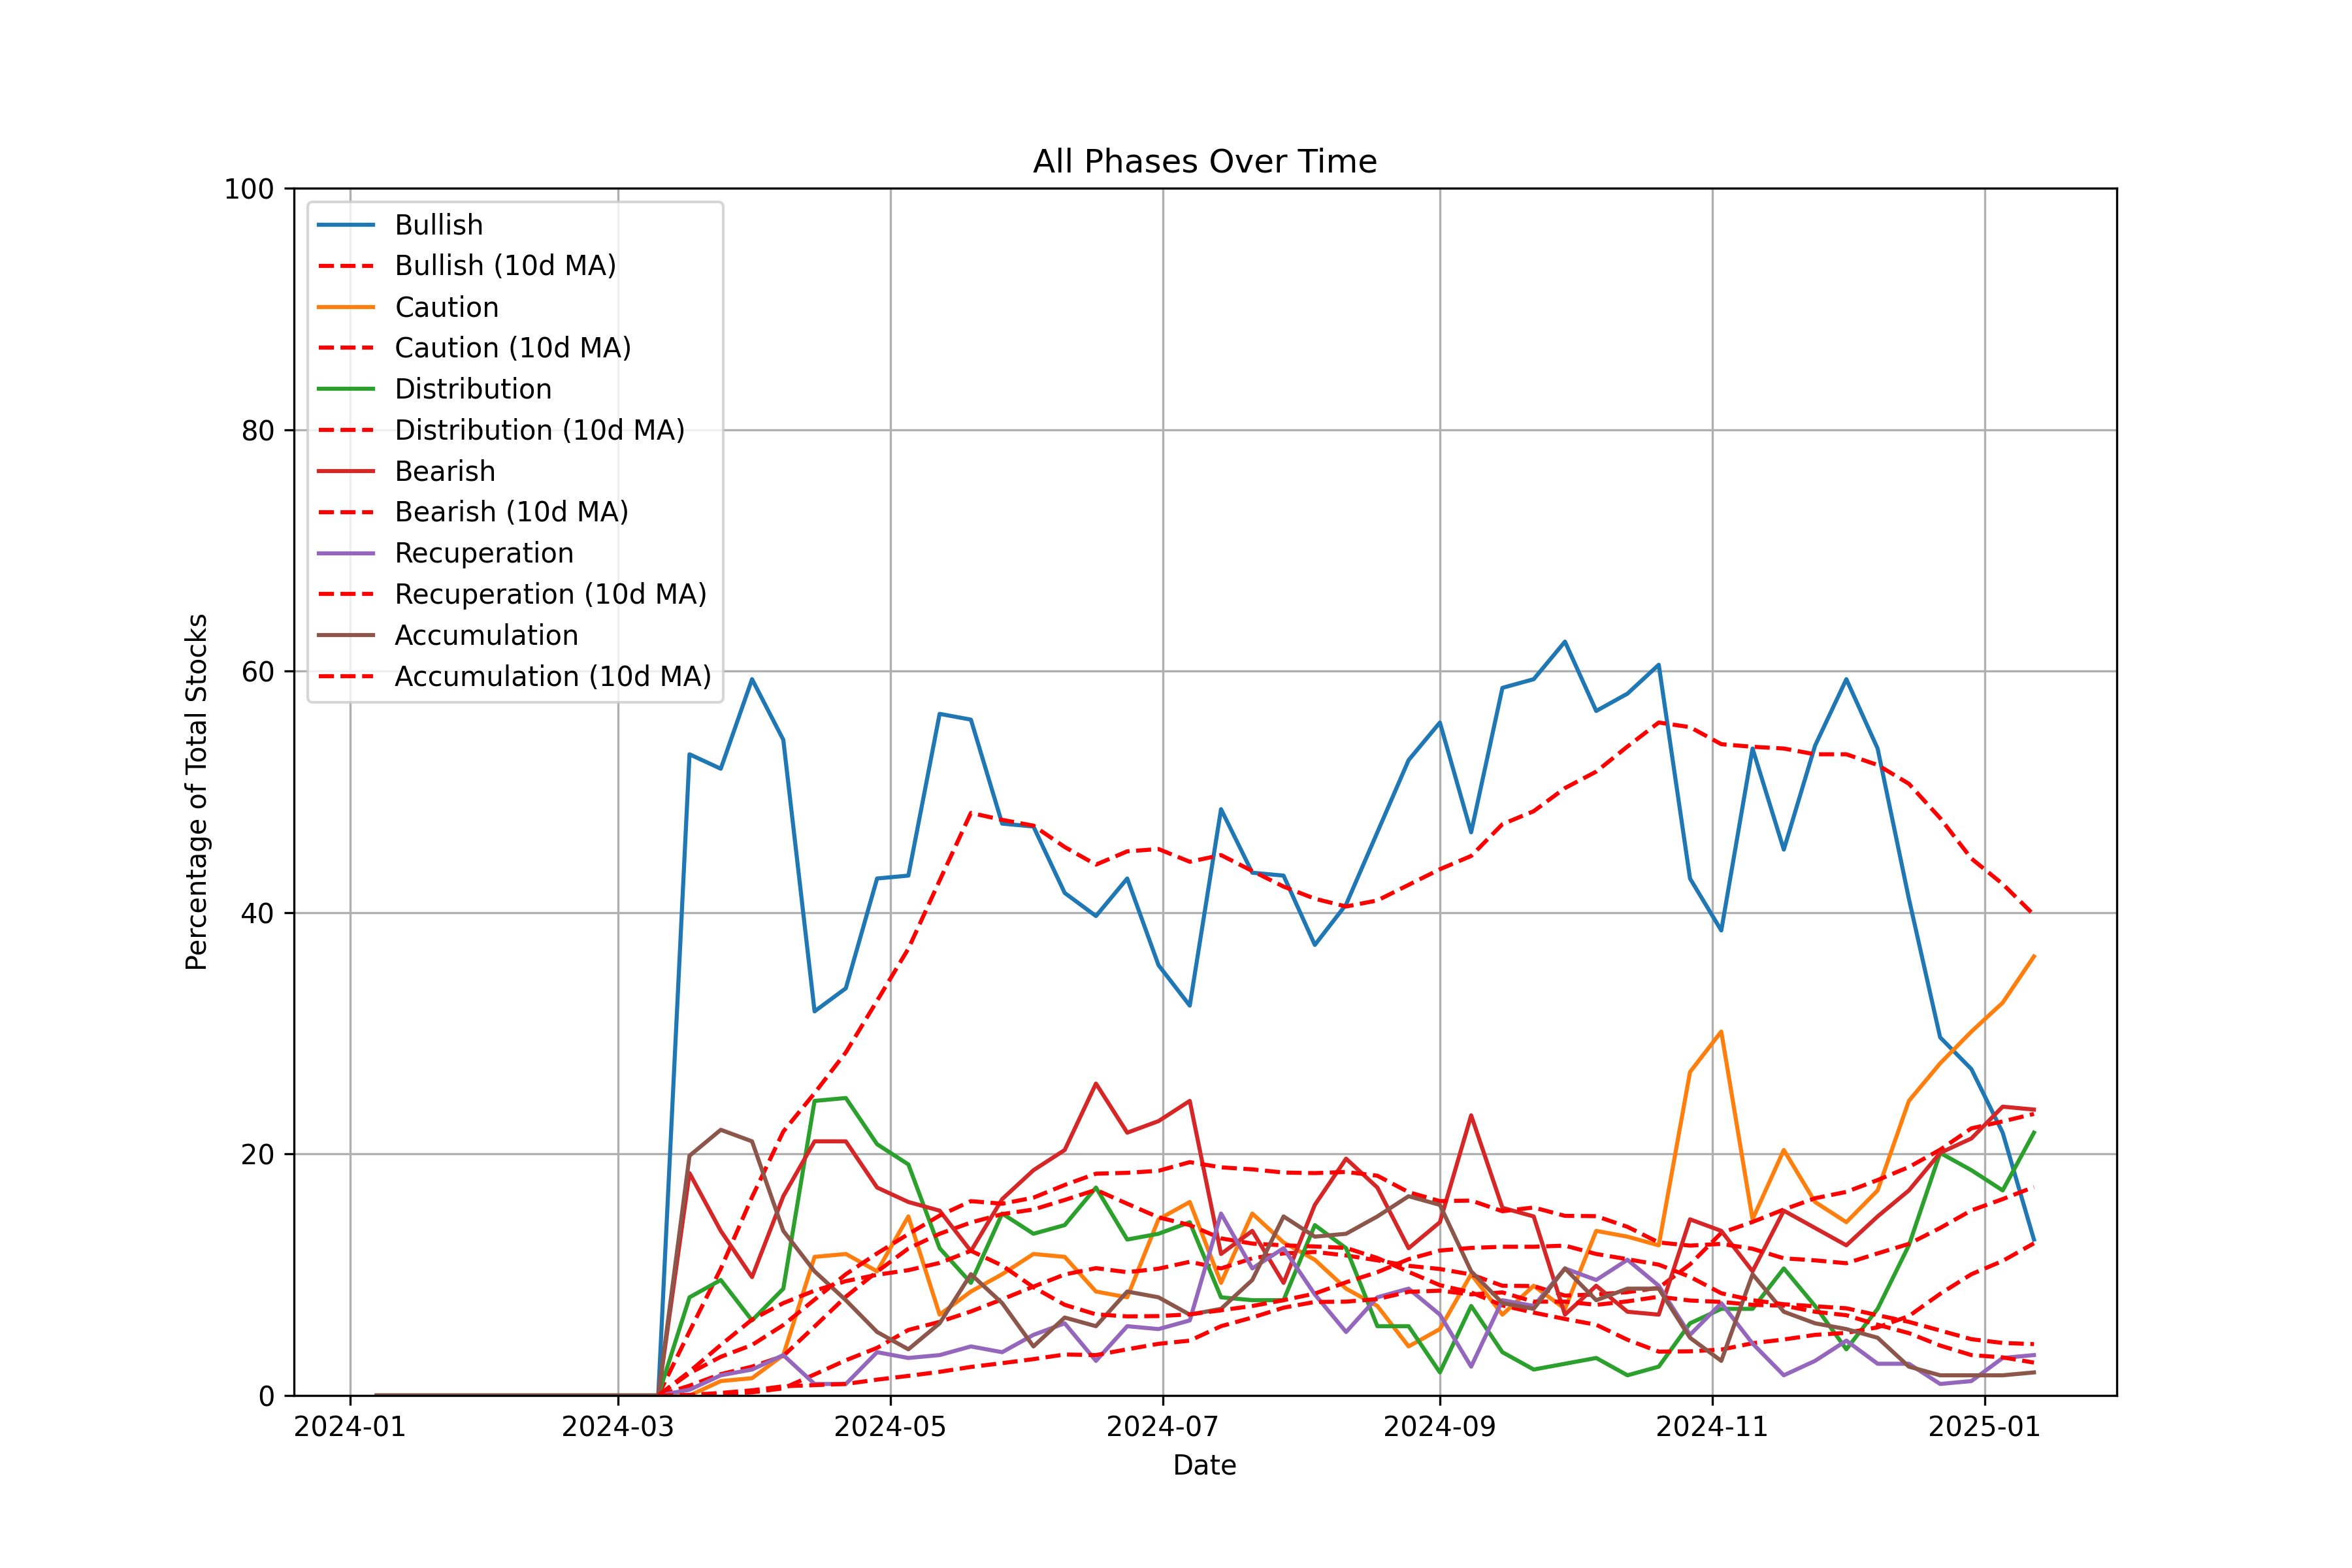 All Phases Over Time
Percentage of Total Stocks
100
80
60
40
20
0
Bullish
Bullish (10d MA)
Caution
Caution (10d MA)
Distribution
Distribution (10d MA)
Bearish
Bearish (10d MA)
Recuperation
Recuperation (10d MA)
Accumulation
Accumulation (10d MA)
2024-01 2024-03 2024-05 2024-07 2024-09 2024-11 2025-01
Date